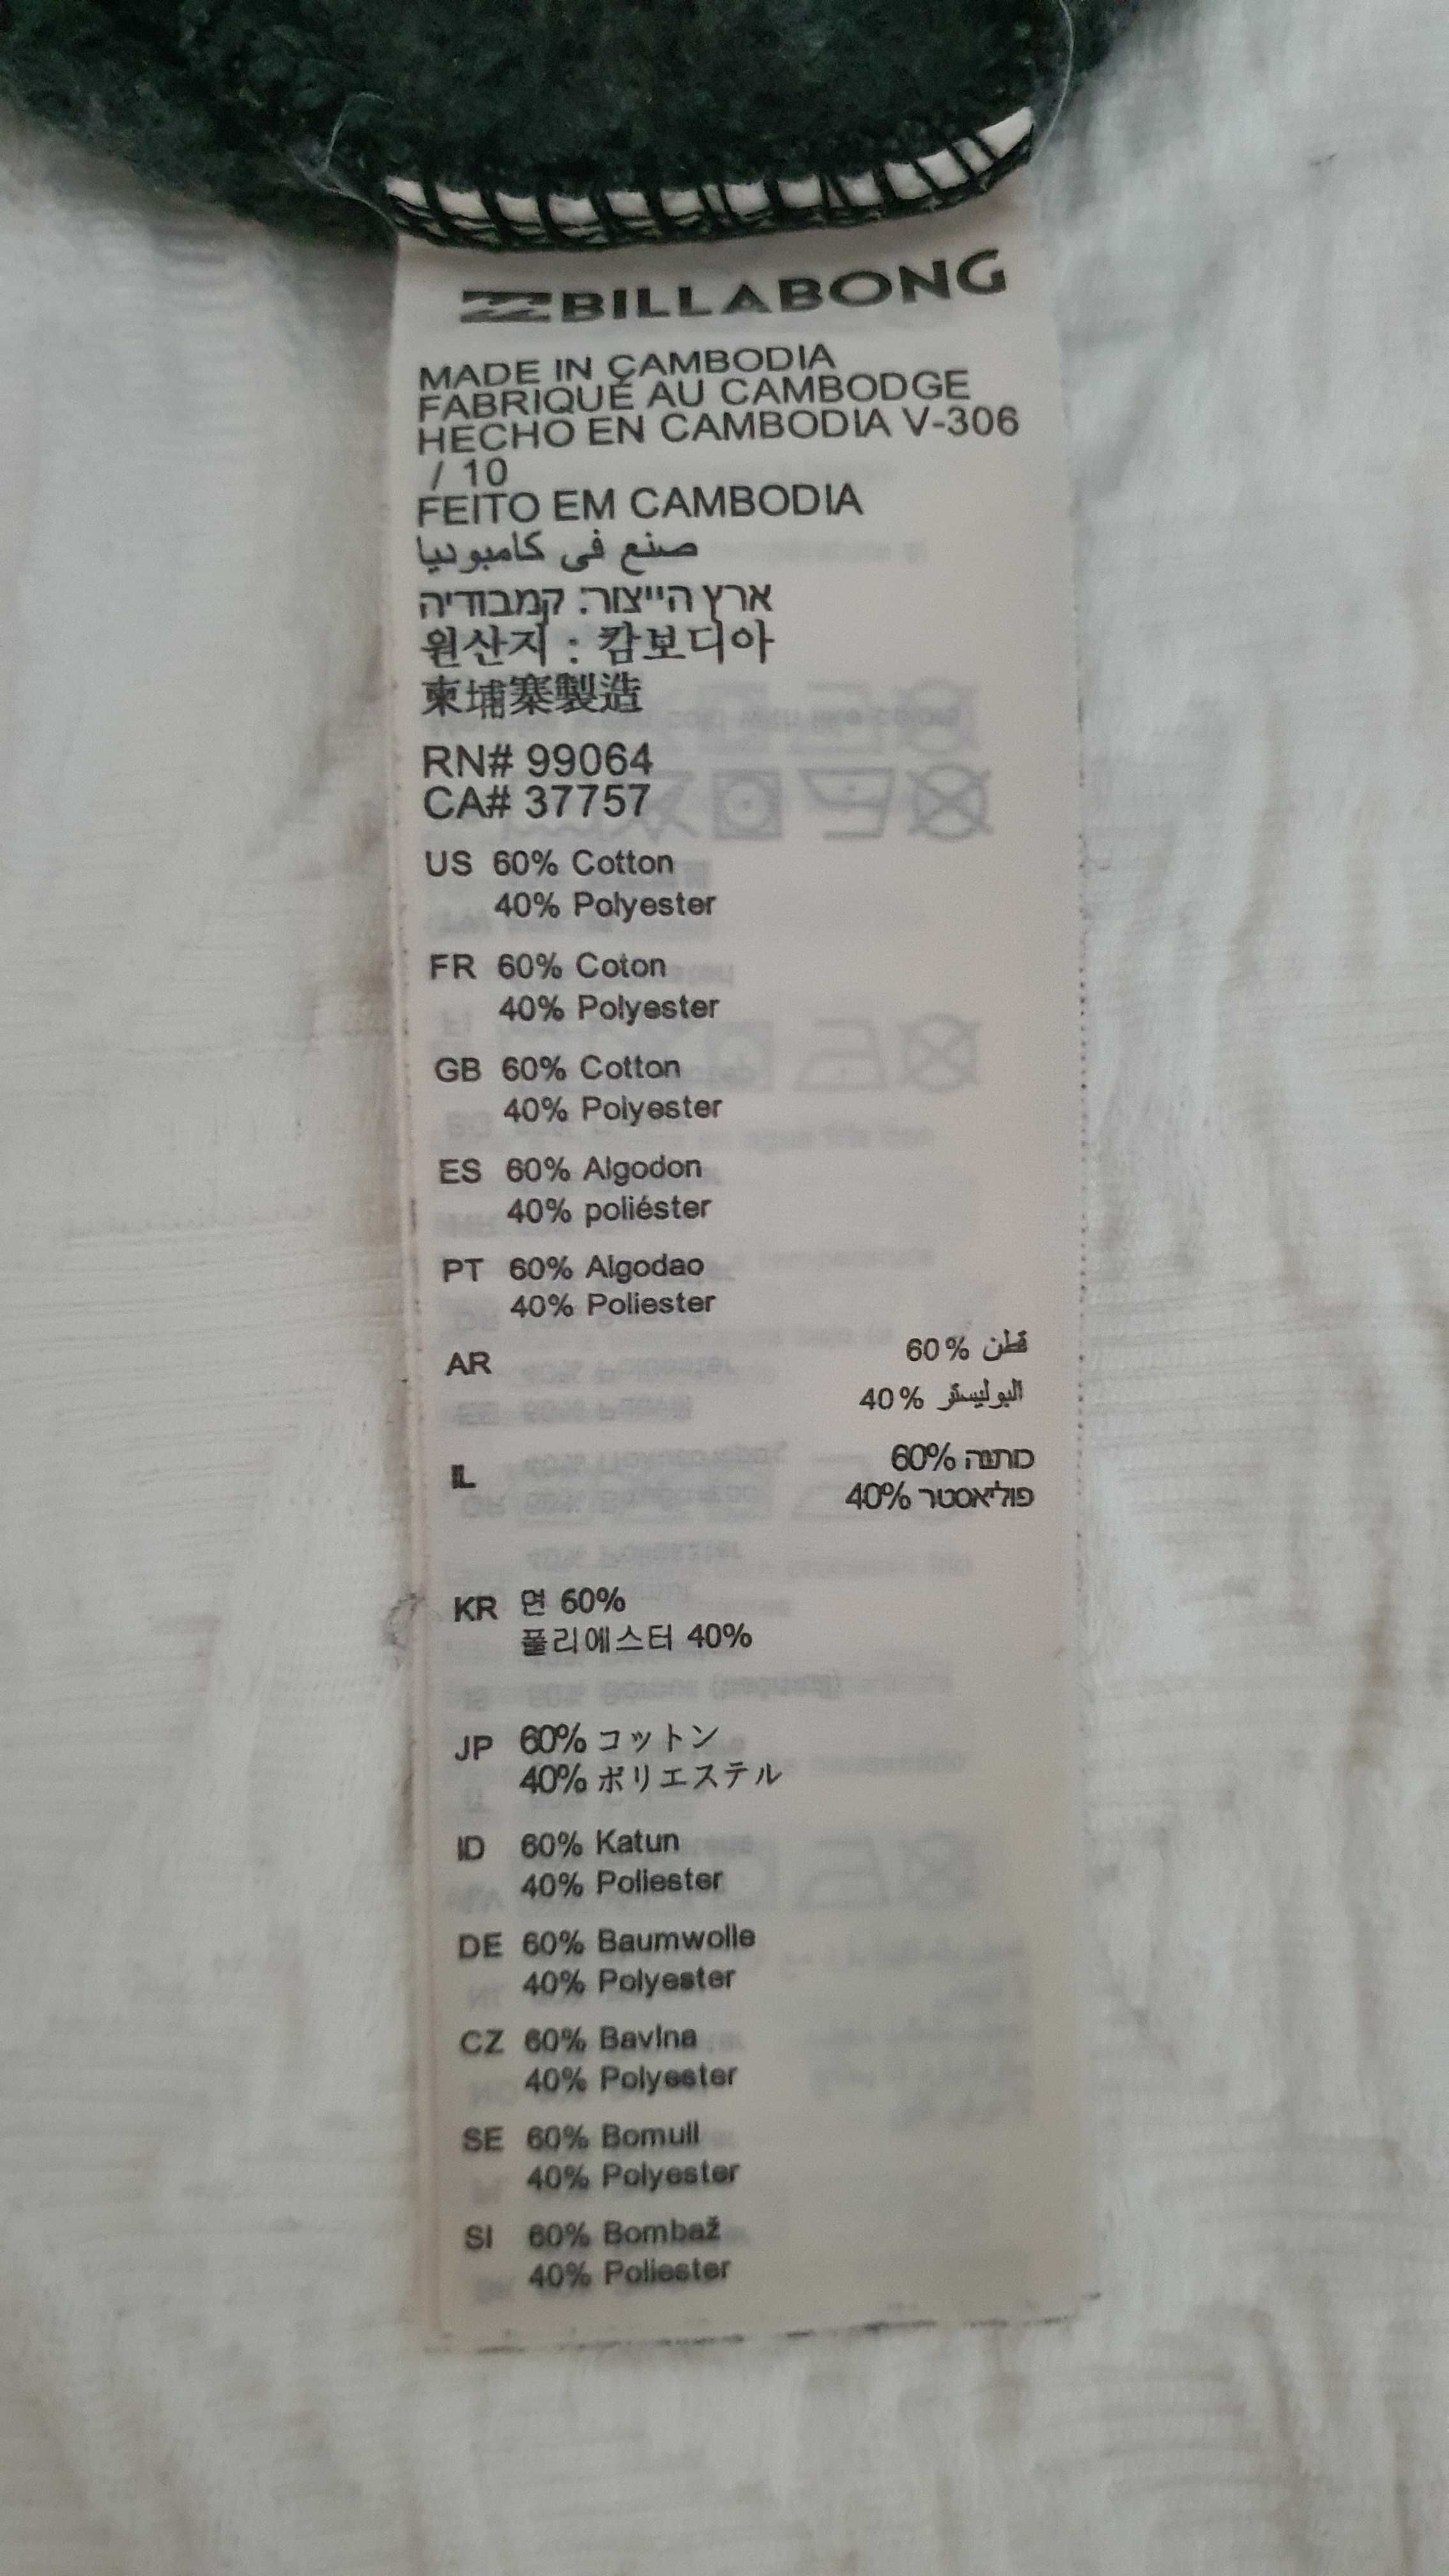 BILLABONG
MADE IN CAMBODIA
FABRIQUÉ AU CAMBODGE
HECHO EN CAMBODIA V-306
/ 10
FEITO EM CAMBODIA
صنع في كامبوديا
ארץ הייצור: קמבודיה
원산지 : 캄보디아
柬埔寨製造
RN# 99064
CA# 37757
US 60% Cotton
40% Polyester
FR 60% Coton
40% Polyester
GB 60% Cotton
40% Polyester
ES 60% Algodon
40% poliéster
PT 60% Algodao
40% Poliester
AR 60% قطن
40% البوليستر
IL 60% כותנה
40% פוליאסטר
KR 면 60%
폴리에스터 40%
JP 60% コットン
40% ポリエステル
ID 60% Katun
40% Poliester
DE 60% Baumwolle
40% Polyester
CZ 60% Bavlna
40% Polyester
SE 60% Bomull
40% Polyester
SI 60% Bombaž
40% Poliester